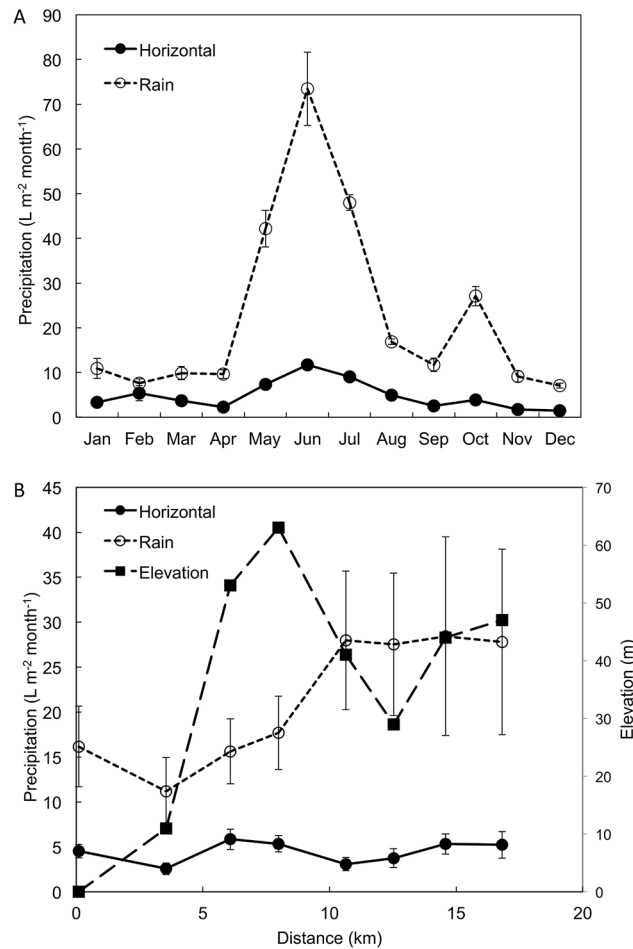 A
Precipitation (L m⁻² month⁻¹)
90
80
70
60
50
40
30
20
10
0
Horizontal
Rain
Jan Feb Mar Apr May Jun Jul Aug Sep Oct Nov Dec
B
Precipitation (L m⁻² month⁻¹)
45
40
35
30
25
20
15
10
5
0
Horizontal
Rain
Elevation
70
60
50
40
30
20
10
0
Elevation (m)
0 5 10 15 20
Distance (km)